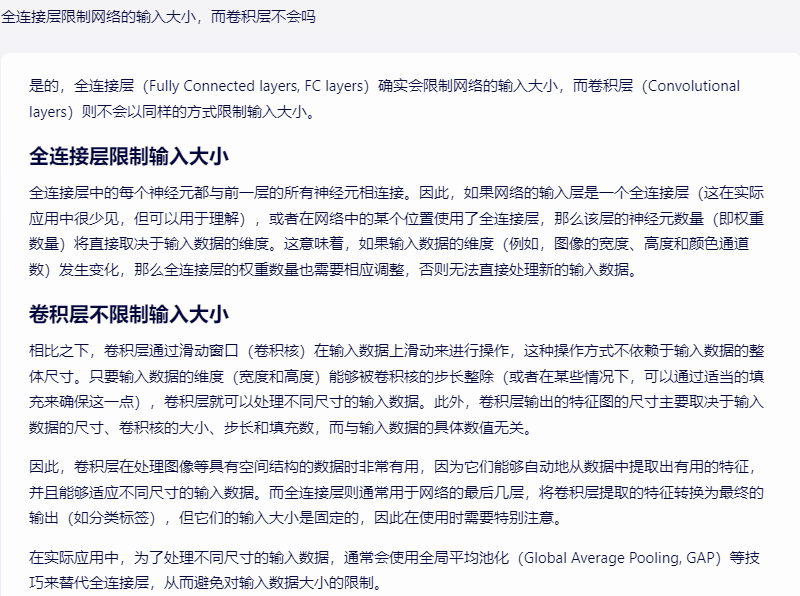 全连接层限制网络的输入大小，而卷积层不会吗
是的，全连接层（Fully Connected layers, FC layers）确实会限制网络的输入大小，而卷积层（Convolutional
layers）则不会以同样的方式限制输入大小。
全连接层限制输入大小
全连接层中的每个神经元都与前一层的所有神经元相连接。因此，如果网络的输入层是一个全连接层（这在实际
应用中很少见，但可以用于理解），或者在网络中的某个位置使用了全连接层，那么该层的神经元数量（即权重
数量）将直接取决于输入数据的维度。这意味着，如果输入数据的维度（例如，图像的宽度、高度和颜色通道
数）发生变化，那么全连接层的权重数量也需要相应调整，否则无法直接处理新的输入数据。
卷积层不限制输入大小
相比之下，卷积层通过滑动窗口（卷积核）在输入数据上滑动来进行操作，这种操作方式不依赖于输入数据的整
体尺寸。只要输入数据的维度（宽度和高度）能够被卷积核的步长整除（或者在某些情况下，可以通过适当的填
充来确保这一点），卷积层就可以处理不同尺寸的输入数据。此外，卷积层输出的特征图的尺寸主要取决于输入
数据的尺寸、卷积核的大小、步长和填充数，而与输入数据的具体数值无关。
因此，卷积层在处理图像等具有空间结构的数据时非常有用，因为它们能够自动地从数据中提取出有用的特征，
并且能够适应不同尺寸的输入数据。而全连接层则通常用于网络的最后几层，将卷积层提取的特征转换为最终的
输出（如分类标签），但它们的输入大小是固定的，因此在使用时需要特别注意。
在实际应用中，为了处理不同尺寸的输入数据，通常会使用全局平均池化（Global Average Pooling, GAP）等技
巧来替代全连接层，从而避免对输入数据大小的限制。